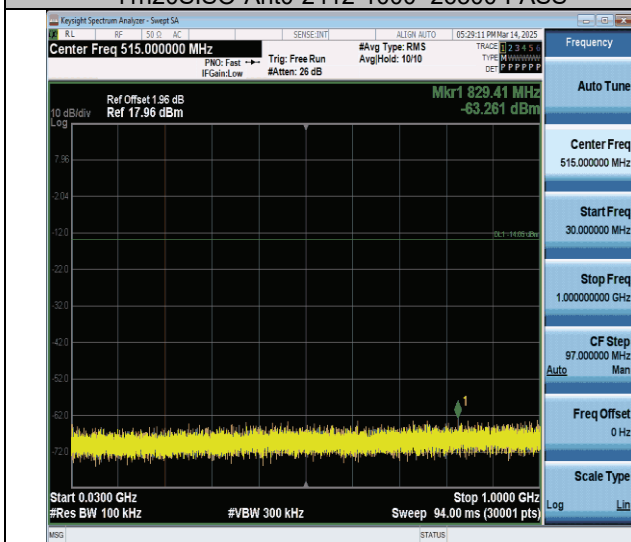 Keysight Spectrum Analyzer - Swept SA
RL RF 50 Ω AC SENSE:INT ALIGN AUTO 05:29:11 PM Mar 14, 2025
Center Freq 515.000000 MHz
PNO: Fast
IFGain:Low
Trig: Free Run
#Atten: 26 dB
#Avg Type: RMS
Avg|Hold: 10/10
TRACE 1 2 3 4 5 6
TYPE M W W W W W
DET P P P P P P
Mkr1 829.41 MHz
-63.261 dBm
Ref Offset 1.96 dB
10 dB/div Ref 17.96 dBm
Log
7.96
-2.04
-12.0
DL1 -14.05 dBm
-22.0
-32.0
-42.0
-52.0
1
-62.0
-72.0
Start 0.0300 GHz Stop 1.0000 GHz
#Res BW 100 kHz #VBW 300 kHz Sweep 94.00 ms (30001 pts)
MSG STATUS
Frequency
Auto Tune
Center Freq
515.000000 MHz
Start Freq
30.000000 MHz
Stop Freq
1.000000000 GHz
CF Step
97.000000 MHz
Auto Man
Freq Offset
0 Hz
Scale Type
Log Lin